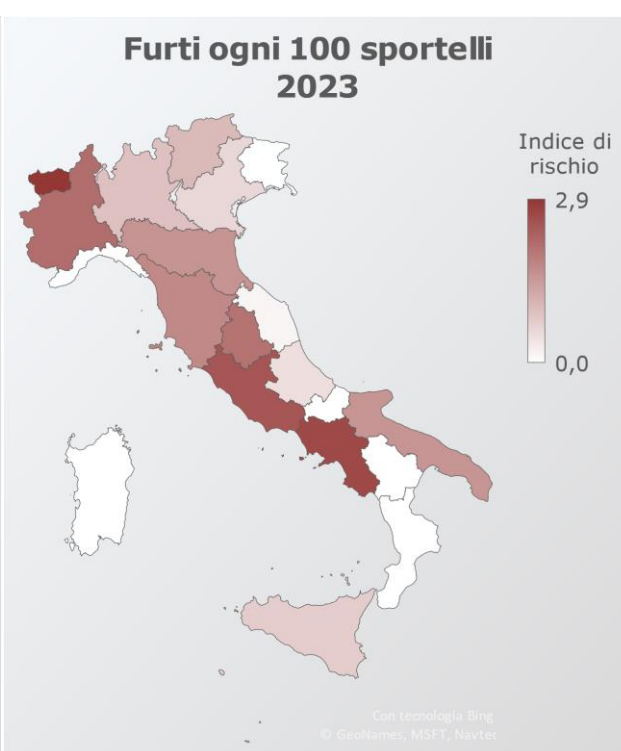 Furti ogni 100 sportelli
2023
Indice di
rischio
2,9
0,0
Con tecnologia Bing
© GeoNames, MSFT, Navteq